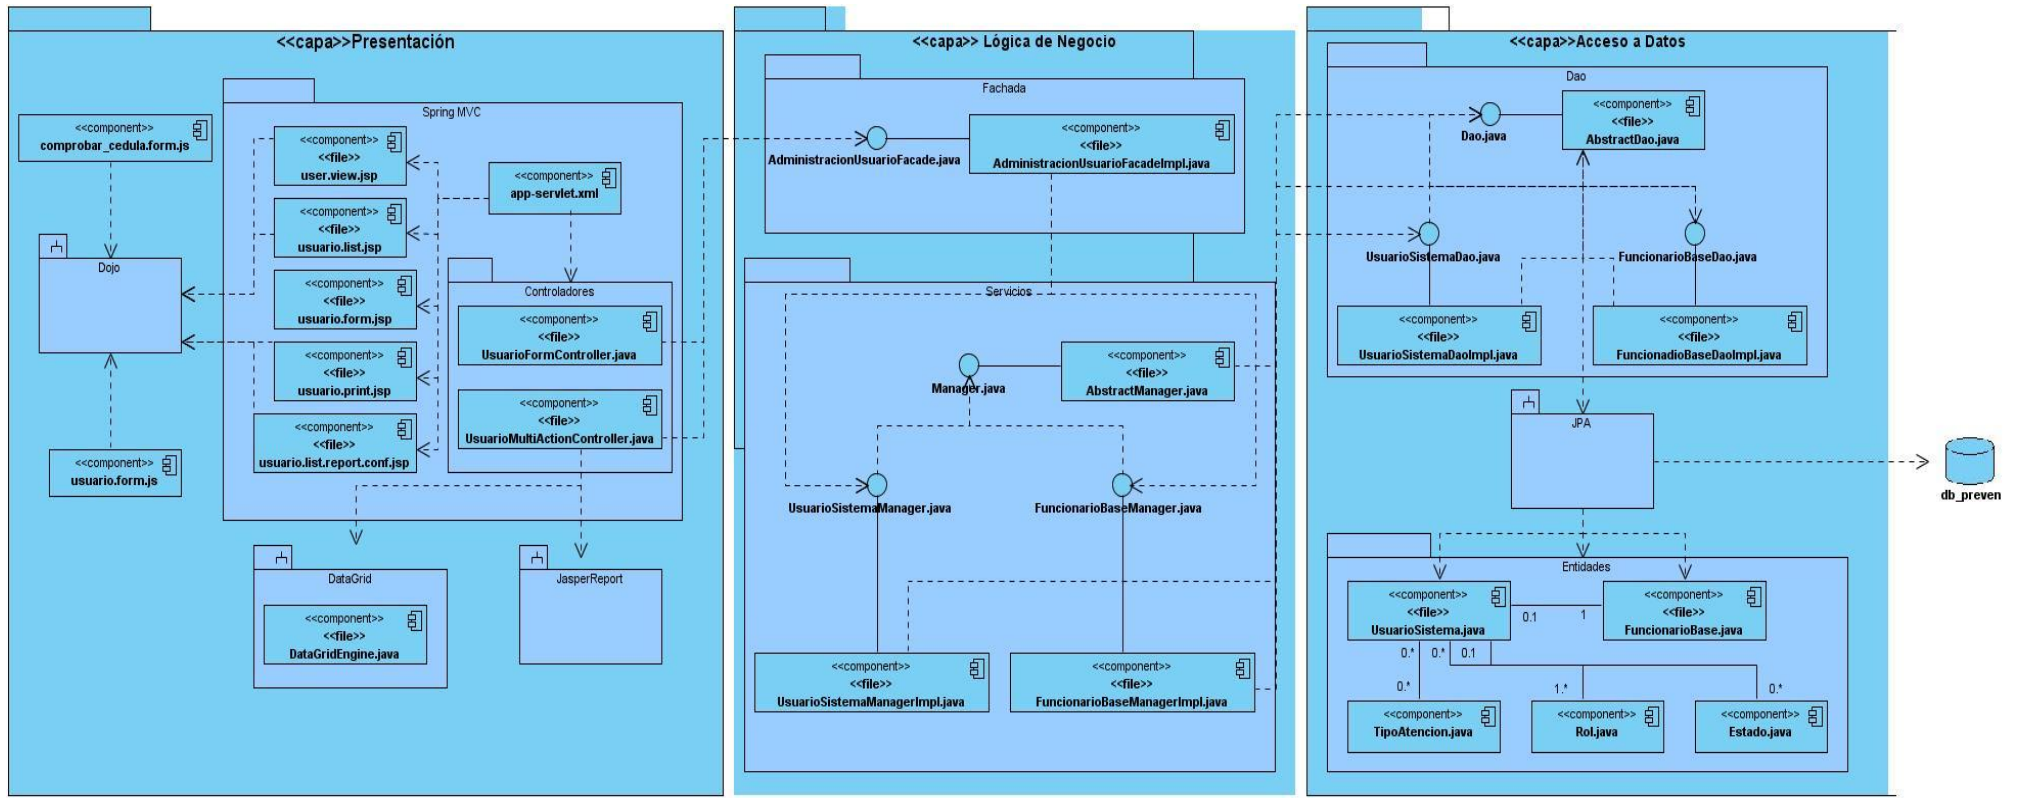 <<capa>>Presentación
<<component>>
comprobar_cedula.form.js
Dojo
<<component>>
usuario.form.js
Spring MVC
<<component>>
<<file>>
user.view.jsp
<<component>>
<<file>>
usuario.list.jsp
<<component>>
<<file>>
usuario.form.jsp
<<component>>
<<file>>
usuario.print.jsp
<<component>>
<<file>>
usuario.list.report.conf.jsp
<<component>>
app-servlet.xml
Controladores
<<component>>
<<file>>
UsuarioFormController.java
<<component>>
<<file>>
UsuarioMultiActionController.java
DataGrid
<<component>>
<<file>>
DataGridEngine.java
JasperReport
<<capa>> Lógica de Negocio
Fachada
AdministracionUsuarioFacade.java
<<component>>
<<file>>
AdministracionUsuarioFacadeImpl.java
Servicios
Manager.java
<<component>>
<<file>>
AbstractManager.java
UsuarioSistemaManager.java
FuncionarioBaseManager.java
<<component>>
<<file>>
UsuarioSistemaManagerImpl.java
<<component>>
<<file>>
FuncionarioBaseManagerImpl.java
<<capa>>Acceso a Datos
Dao
Dao.java
<<component>>
<<file>>
AbstractDao.java
UsuarioSistemaDao.java
FuncionarioBaseDao.java
<<component>>
<<file>>
UsuarioSistemaDaoImpl.java
<<component>>
<<file>>
FuncionadioBaseDaoImpl.java
JPA
db_preven
Entidades
<<component>>
<<file>>
UsuarioSistema.java
0.1
1
<<component>>
<<file>>
FuncionarioBase.java
0.*
0.*
0.1
0.*
1.*
0.*
<<component>>
TipoAtencion.java
<<component>>
Rol.java
<<component>>
Estado.java